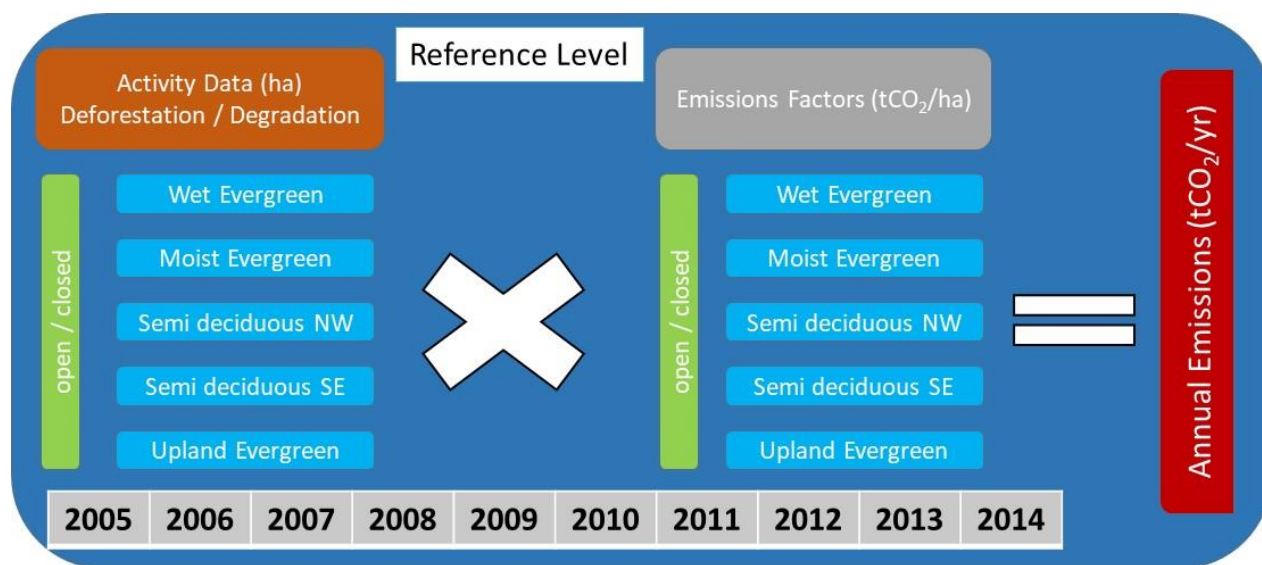 Reference Level
Activity Data (ha)
Deforestation / Degradation
Emissions Factors (tCO₂/ha)
open / closed
Wet Evergreen
Moist Evergreen
Semi deciduous NW
Semi deciduous SE
Upland Evergreen
open / closed
Wet Evergreen
Moist Evergreen
Semi deciduous NW
Semi deciduous SE
Upland Evergreen
Annual Emissions (tCO₂/yr)
2005 2006 2007 2008 2009 2010 2011 2012 2013 2014